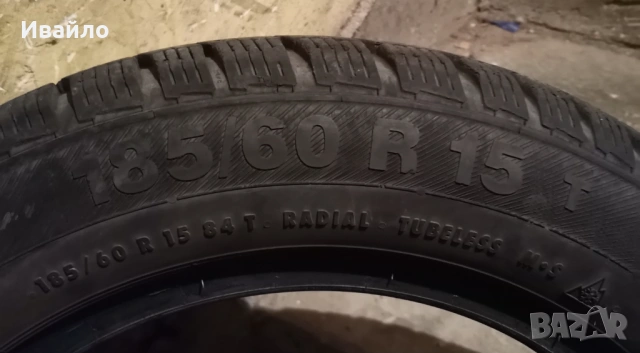 Ивайло
185/60 R 15 T
185/60 R 15 84 T · RADIAL · TUBELESS M+S
BAZAR